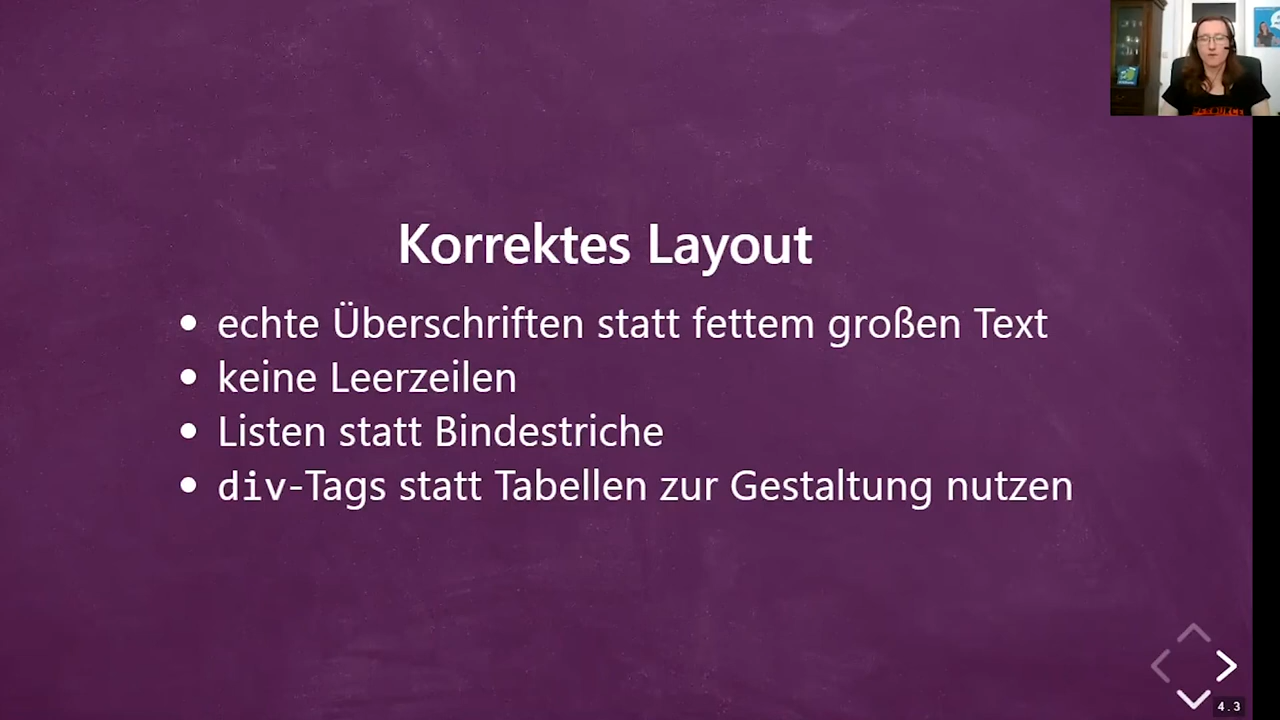 Korrektes Layout
echte Überschriften statt fettem großen Text
keine Leerzeilen
Listen statt Bindestriche
div-Tags statt Tabellen zur Gestaltung nutzen
4.3